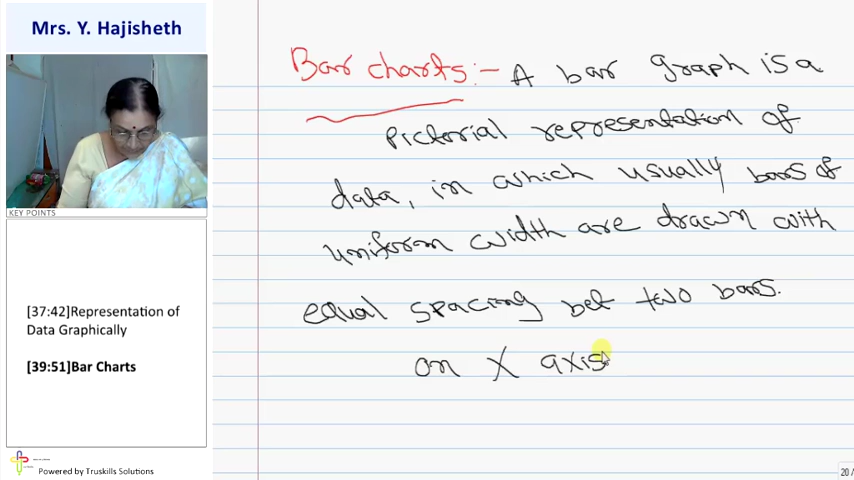 Mrs. Y. Hajisheth
KEY POINTS
[37:42]Representation of
Data Graphically
[39:51]Bar Charts
Powered by Truskills Solutions
Bar charts:- A bar graph is a
pictorial representation of
data, in which usually bars of
uniform width are drawn with
equal spacing bet two bars.
on X axis
20/